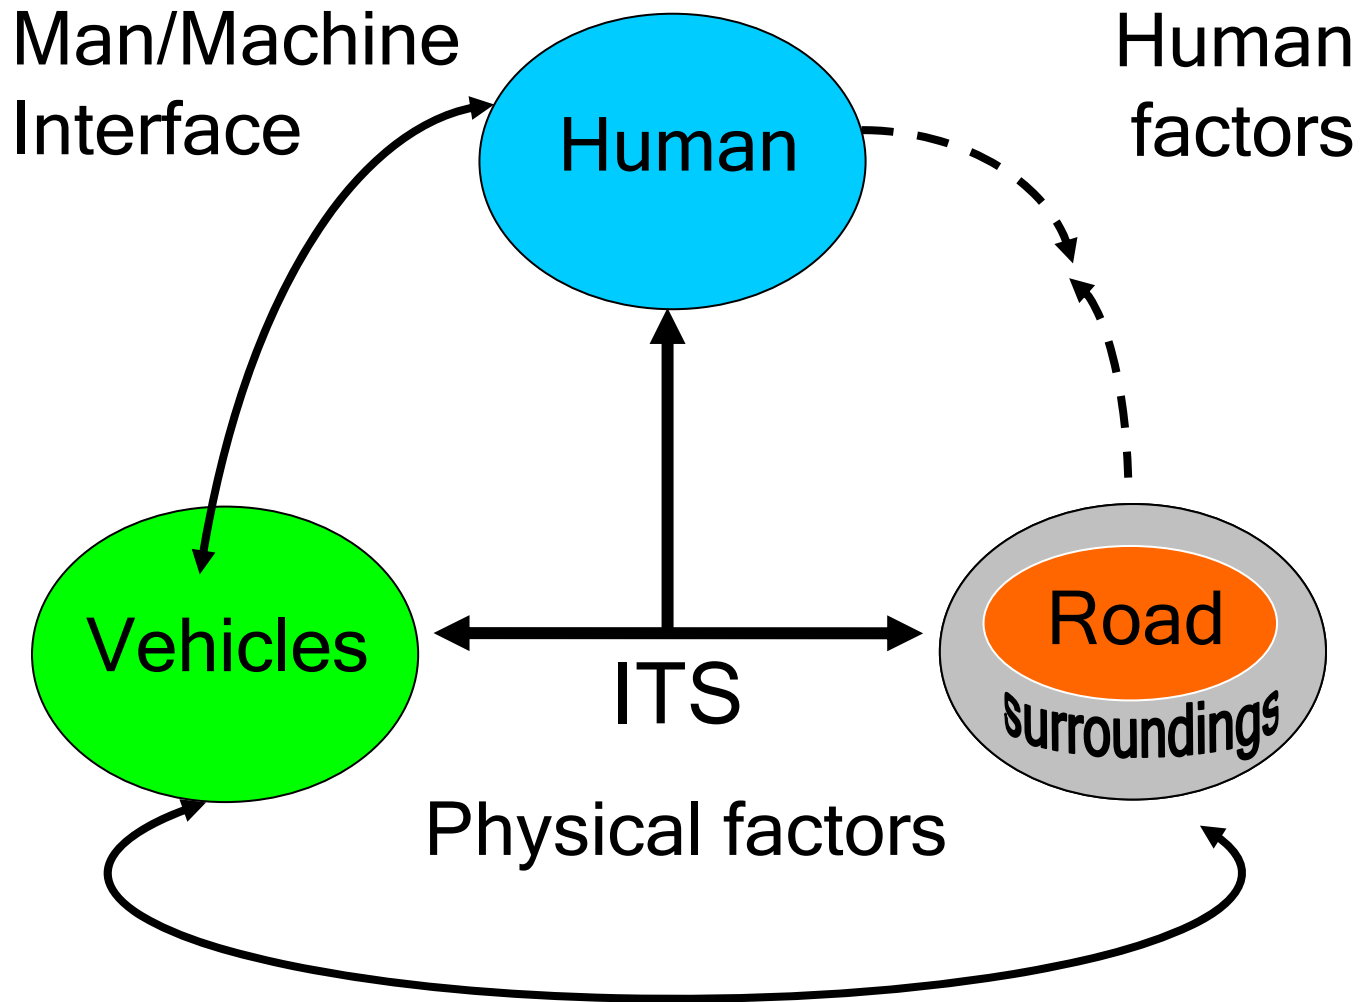 Man/Machine
Interface
Human
factors
Human
Vehicles
Road
surroundings
ITS
Physical factors